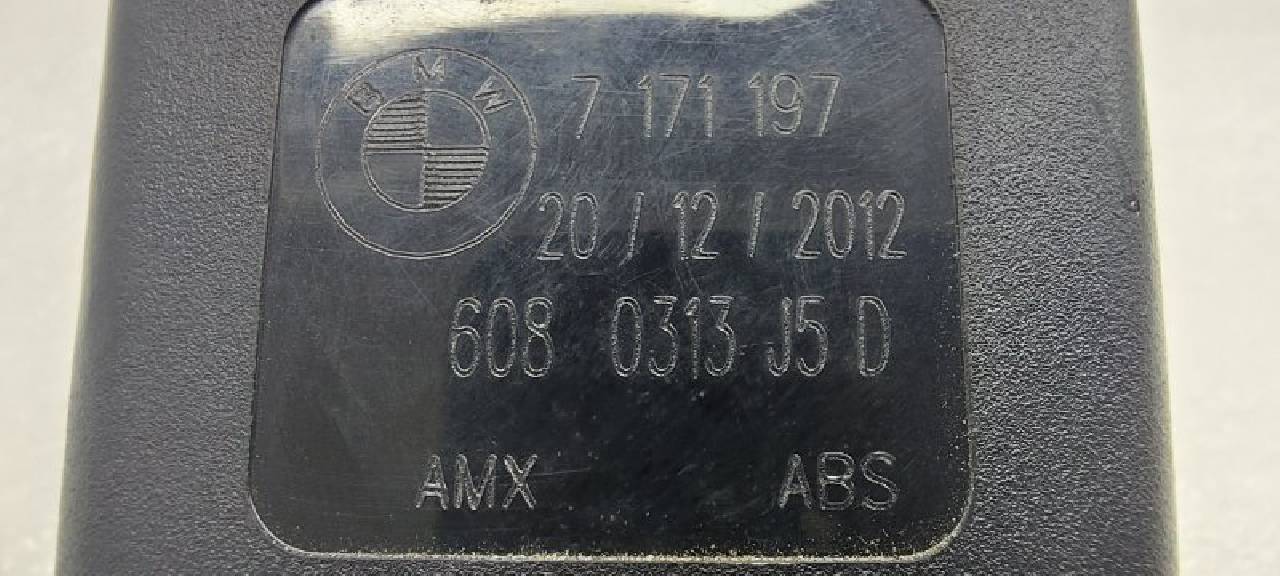 BMW
7 171 197
20 / 12 / 2012
608 0313 J5 D
AMX ABS